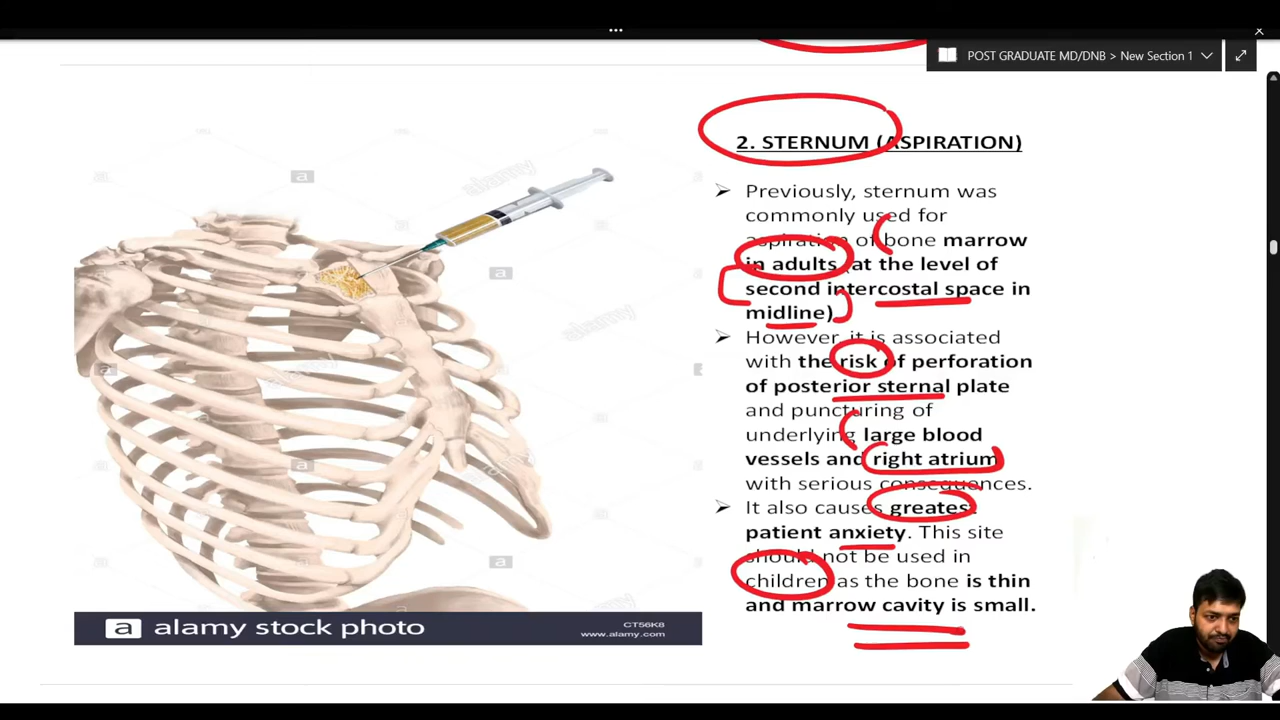 POST GRADUATE MD/DNB > New Section 1
2. STERNUM (ASPIRATION)
➤ Previously, sternum was
commonly used for
aspiration of bone marrow
in adults (at the level of
second intercostal space in
midline)
➤ However, it is associated
with the risk of perforation
of posterior sternal plate
and puncturing of
underlying large blood
vessels and right atrium
with serious consequences.
➤ It also causes greatest
patient anxiety. This site
should not be used in
children as the bone is thin
and marrow cavity is small.
a alamy stock photo
CT56K8
www.alamy.com